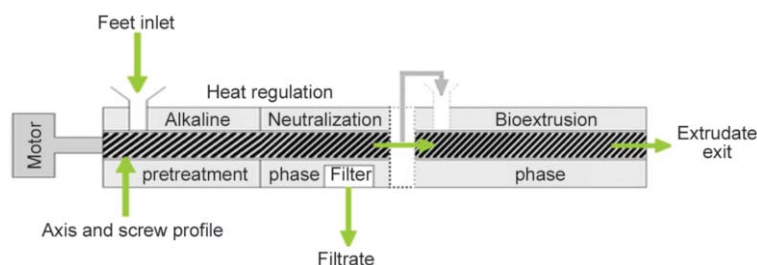 Feet inlet
Heat regulation
Motor
Alkaline
Neutralization
Bioextrusion
Extrudate
exit
pretreatment
phase
Filter
phase
Axis and screw profile
Filtrate